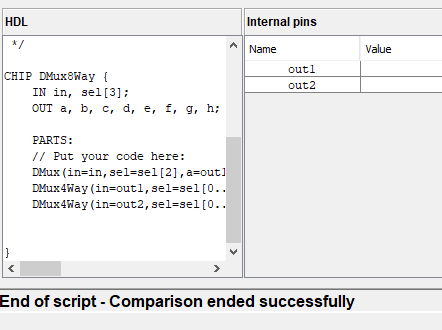 HDL
*/
CHIP DMux8Way {
IN in, sel[3];
OUT a, b, c, d, e, f, g, h;
PARTS:
// Put your code here:
DMux(in=in,sel=sel[2],a=out1
DMux4Way(in=out1,sel=sel[0..
DMux4Way(in=out2,sel=sel[0..
}
Internal pins
Name Value
out1
out2
End of script - Comparison ended successfully